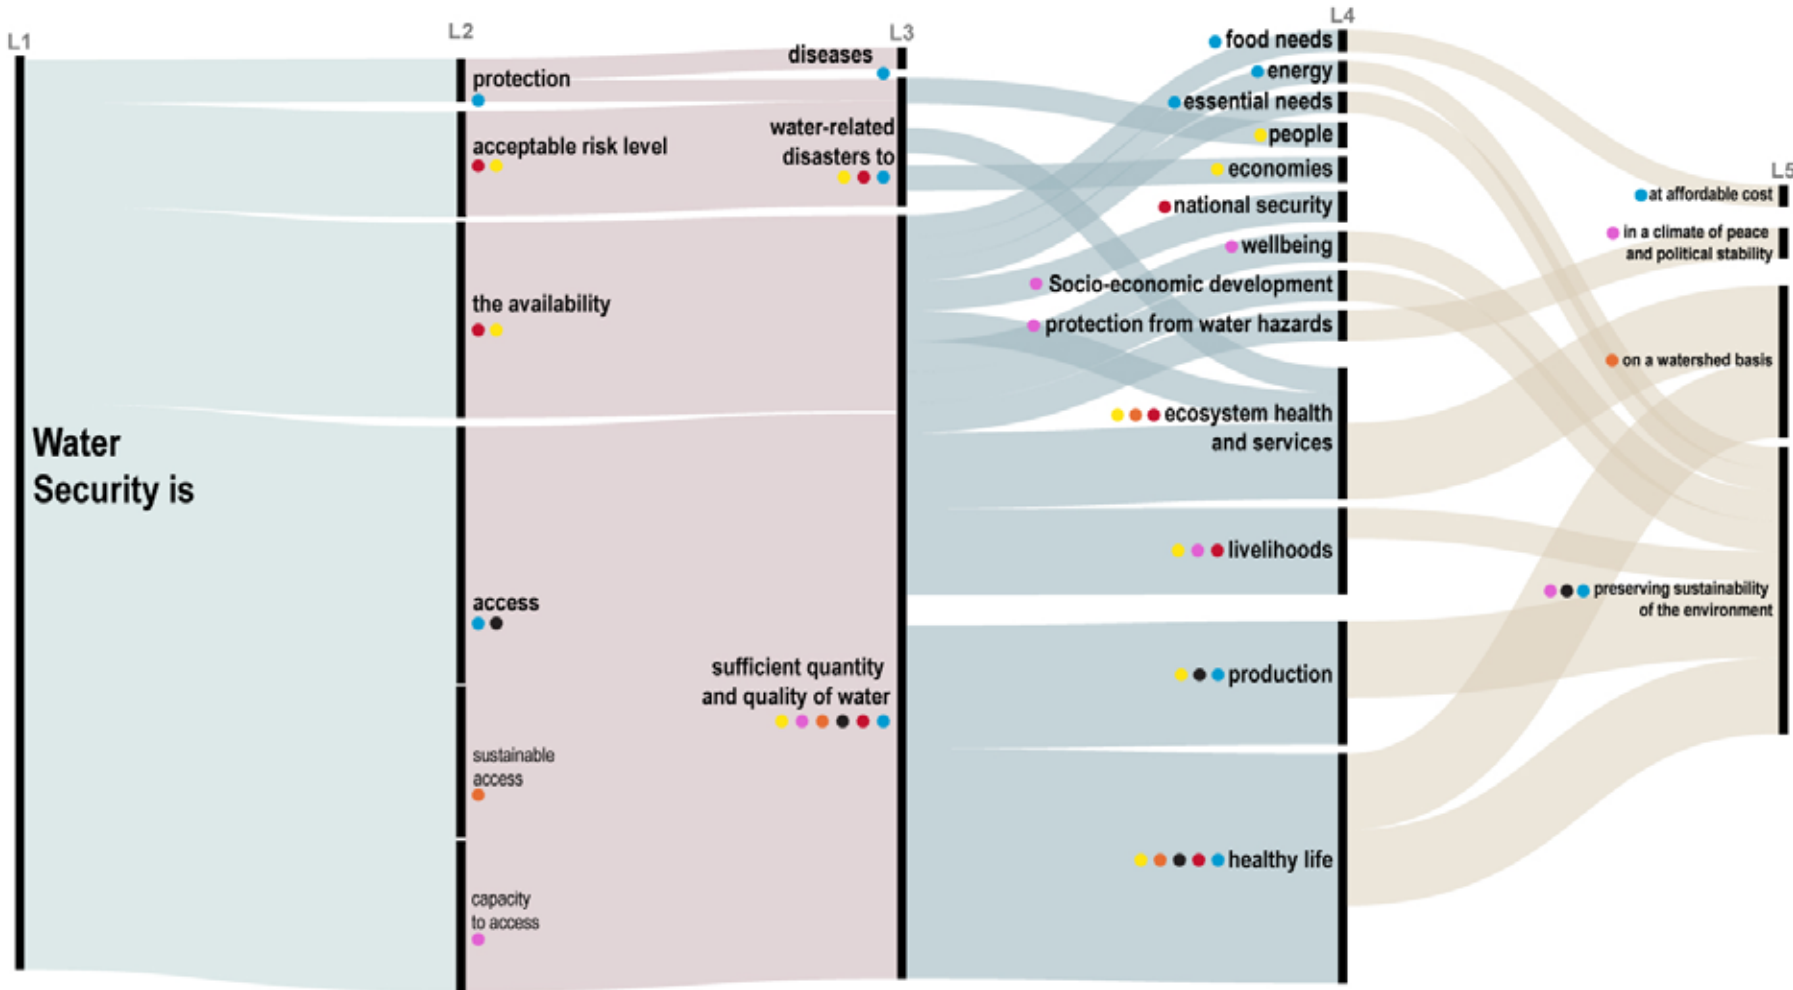 L1
L2
L3
L4
L5
Water
Security is
protection
acceptable risk level
the availability
access
sustainable
access
capacity
to access
diseases
water-related
disasters to
sufficient quantity
and quality of water
food needs
energy
essential needs
people
economies
national security
wellbeing
Socio-economic development
protection from water hazards
ecosystem health
and services
livelihoods
production
healthy life
at affordable cost
in a climate of peace
and political stability
on a watershed basis
preserving sustainability
of the environment